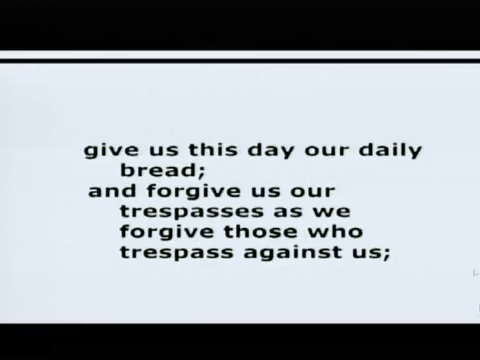 give us this day our daily
bread;
and forgive us our
trespasses as we
forgive those who
trespass against us;